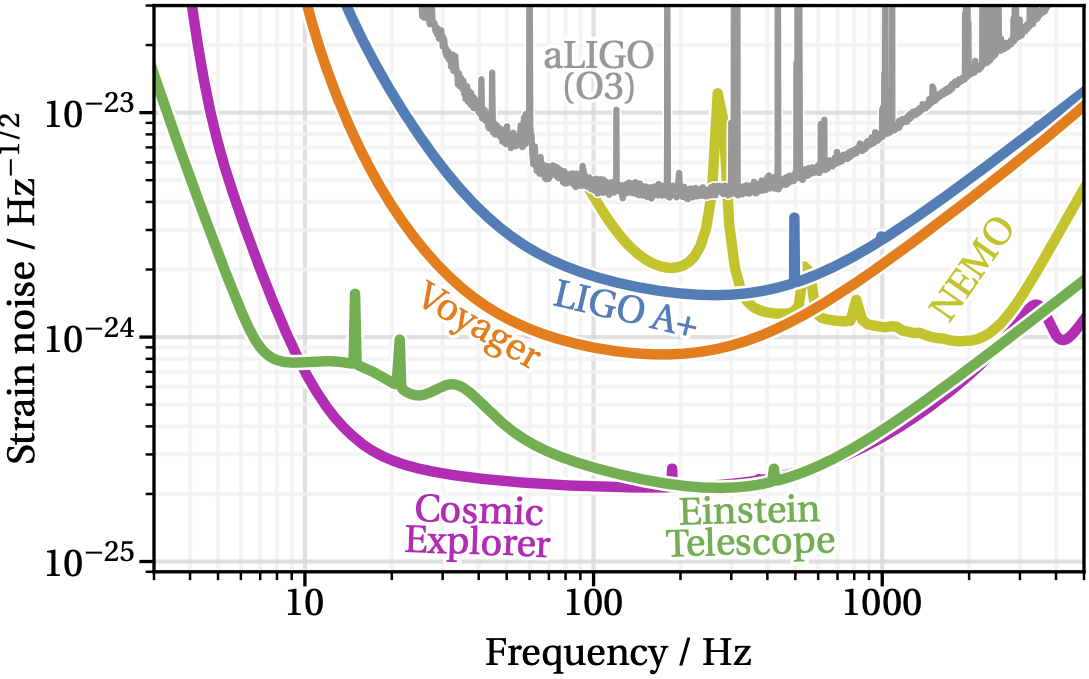 Strain noise / Hz⁻¹/²
10⁻²³
10⁻²⁴
10⁻²⁵
aLIGO
(O3)
NEMO
LIGO A+
Voyager
Cosmic
Explorer
Einstein
Telescope
10
100
1000
Frequency / Hz